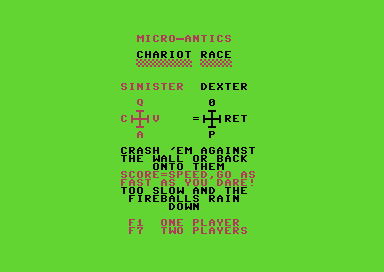 MICRO-ANTICS
CHARIOT RACE
SINISTER DEXTER
Q 0
C V = RET
A P
CRASH 'EM AGAINST
THE WALL OR BACK
ONTO THEM
SCORE=SPEED,GO AS
FAST AS YOU DARE!
TOO SLOW AND THE
FIREBALLS RAIN
DOWN
F1 ONE PLAYER
F7 TWO PLAYERS